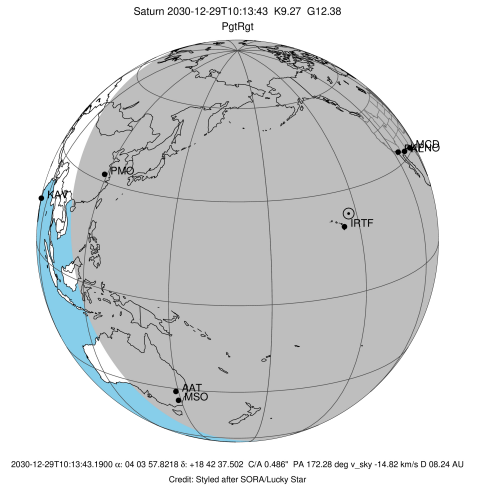 Saturn 2030-12-29T10:13:43 K9.27 G12.38
PgtRgt
PMO
KAV
IRTF
AAT
MSO
2030-12-29T10:13:43.1900 α: 04 03 57.8218 δ: +18 42 37.502 C/A 0.486" PA 172.28 deg v_sky -14.82 km/s D 08.24 AU
Credit: Styled after SORA/Lucky Star